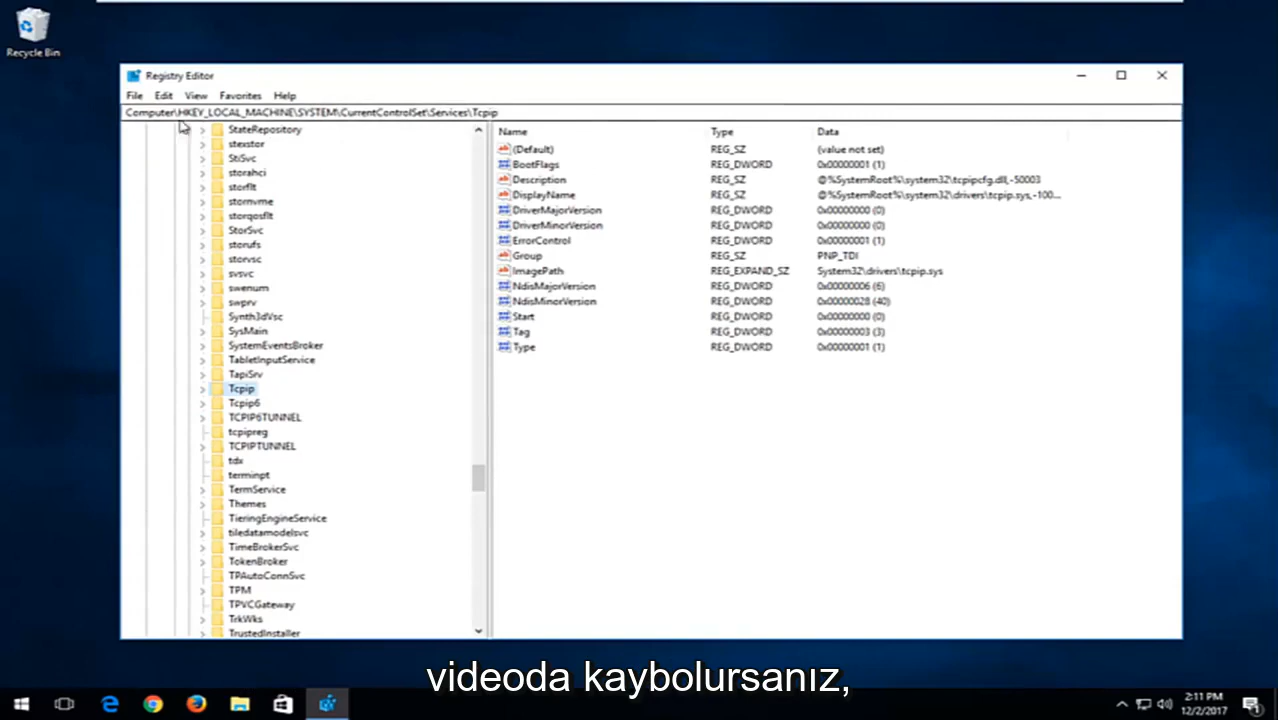 Recycle Bin
Registry Editor
File Edit View Favorites Help
Computer\HKEY_LOCAL_MACHINE\SYSTEM\CurrentControlSet\Services\Tcpip
StateRepository
stexstor
StiSvc
storahci
storflt
stornvme
storqosflt
StorSvc
storufs
storvsc
svsvc
swenum
swprv
Synth3dVsc
SysMain
SystemEventsBroker
TabletInputService
TapiSrv
Tcpip
Tcpip6
TCPIP6TUNNEL
tcpipreg
TCPIPTUNNEL
tdx
terminpt
TermService
Themes
TieringEngineService
tiledatamodelsvc
TimeBrokerSvc
TokenBroker
TPAutoConnSvc
TPM
TPVCGateway
TrkWks
TrustedInstaller
Name Type Data
(Default) REG_SZ (value not set)
BootFlags REG_DWORD 0x00000001 (1)
Description REG_SZ @%SystemRoot%\system32\tcpipcfg.dll,-50003
DisplayName REG_SZ @%SystemRoot%\system32\drivers\tcpip.sys,-100...
DriverMajorVersion REG_DWORD 0x00000000 (0)
DriverMinorVersion REG_DWORD 0x00000000 (0)
ErrorControl REG_DWORD 0x00000001 (1)
Group REG_SZ PNP_TDI
ImagePath REG_EXPAND_SZ System32\drivers\tcpip.sys
NdisMajorVersion REG_DWORD 0x00000006 (6)
NdisMinorVersion REG_DWORD 0x00000028 (40)
Start REG_DWORD 0x00000000 (0)
Tag REG_DWORD 0x00000003 (3)
Type REG_DWORD 0x00000001 (1)
videoda kaybolursanız,
2:11 PM
12/2/2017